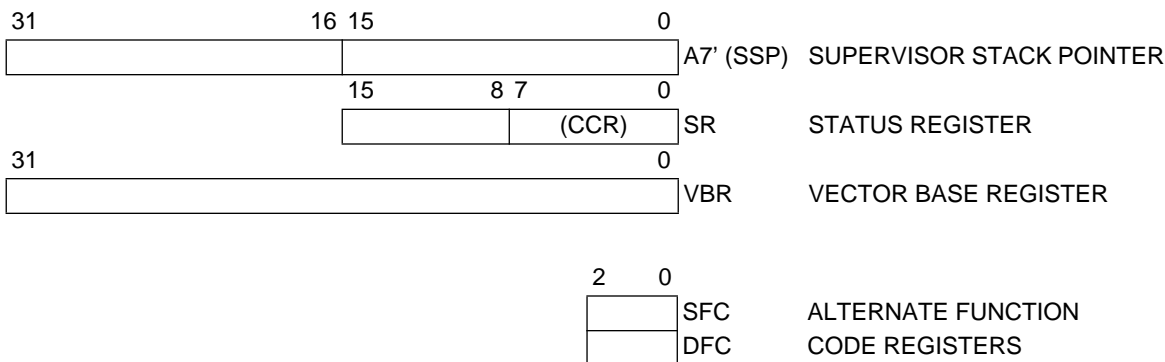 31 16 15 0
A7' (SSP) SUPERVISOR STACK POINTER
15 8 7 0
(CCR) SR STATUS REGISTER
31 0
VBR VECTOR BASE REGISTER
2 0
SFC ALTERNATE FUNCTION
DFC CODE REGISTERS